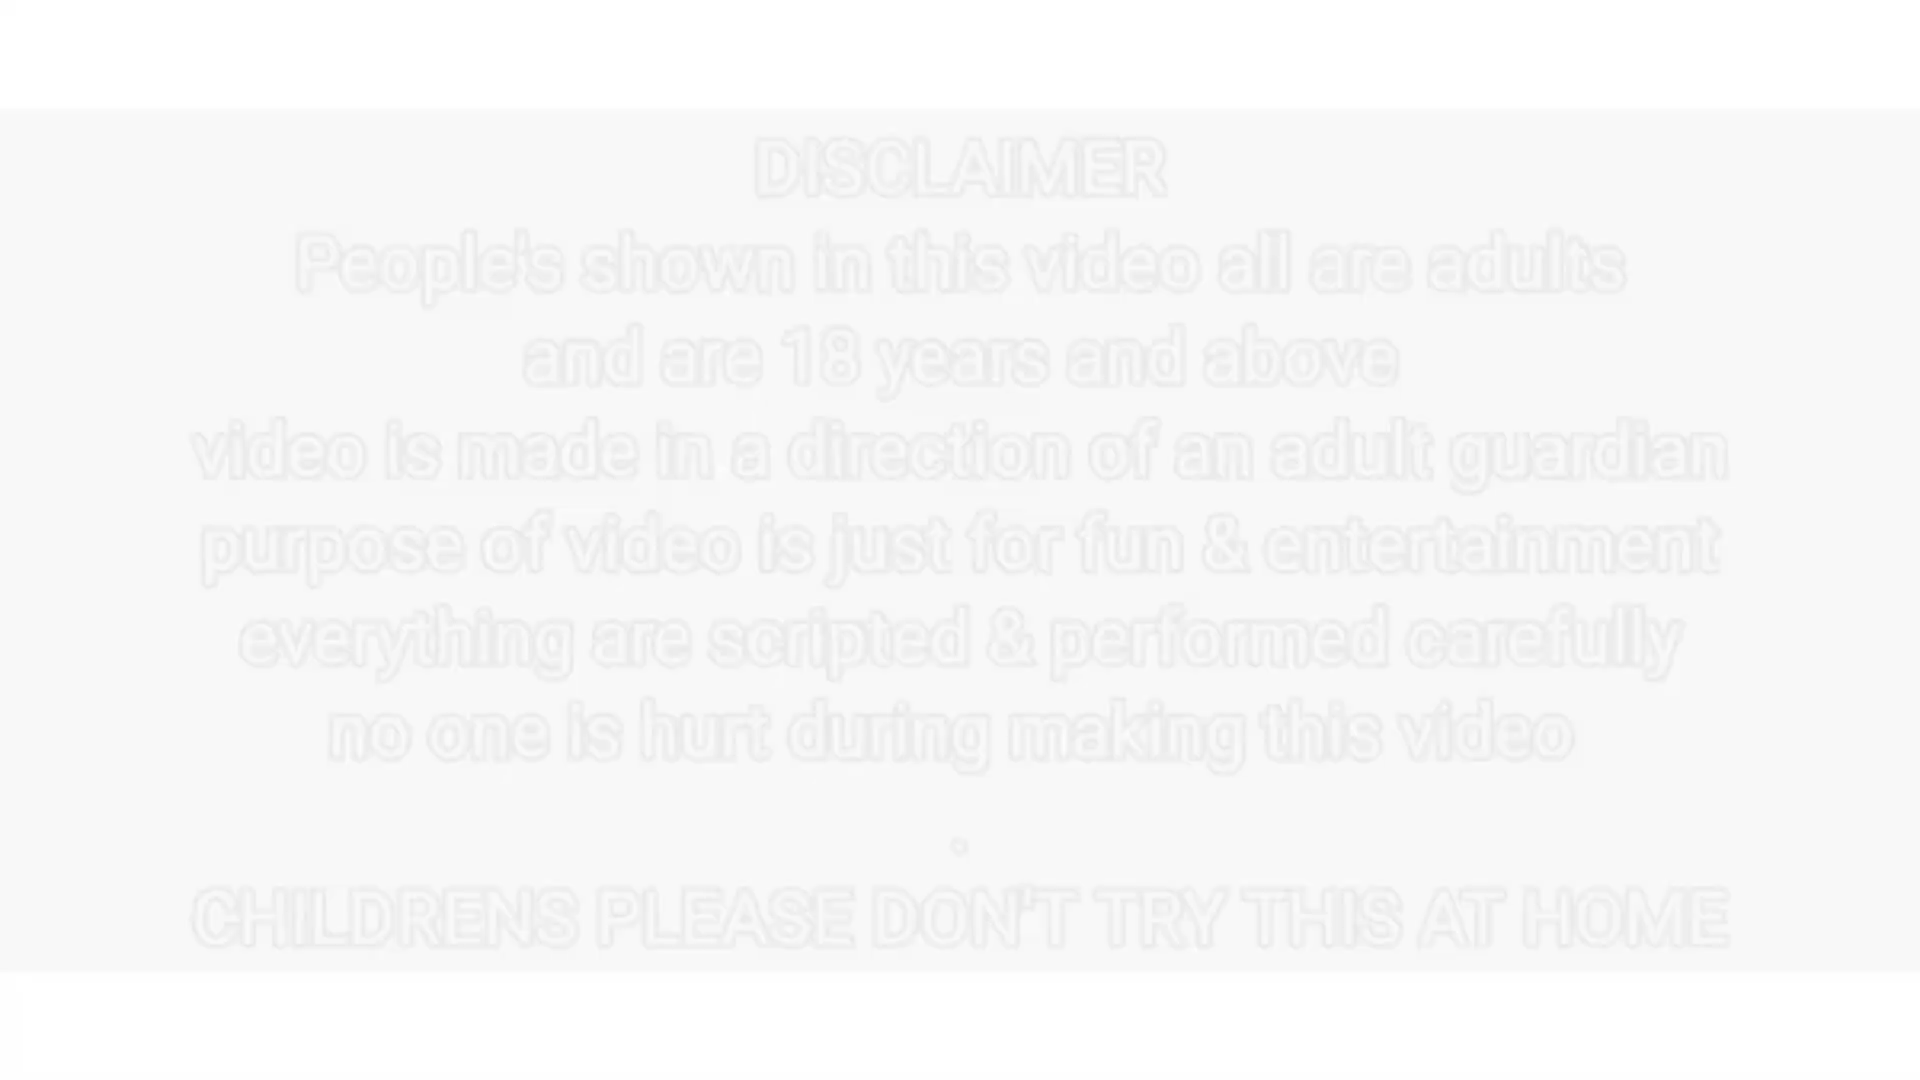 DISCLAIMER
People's shown in this video all are adults
and are 18 years and above
video is made in a direction of an adult guardian
purpose of video is just for fun & entertainment
everything are scripted & performed carefully
no one is hurt during making this video
.
CHILDRENS PLEASE DON'T TRY THIS AT HOME